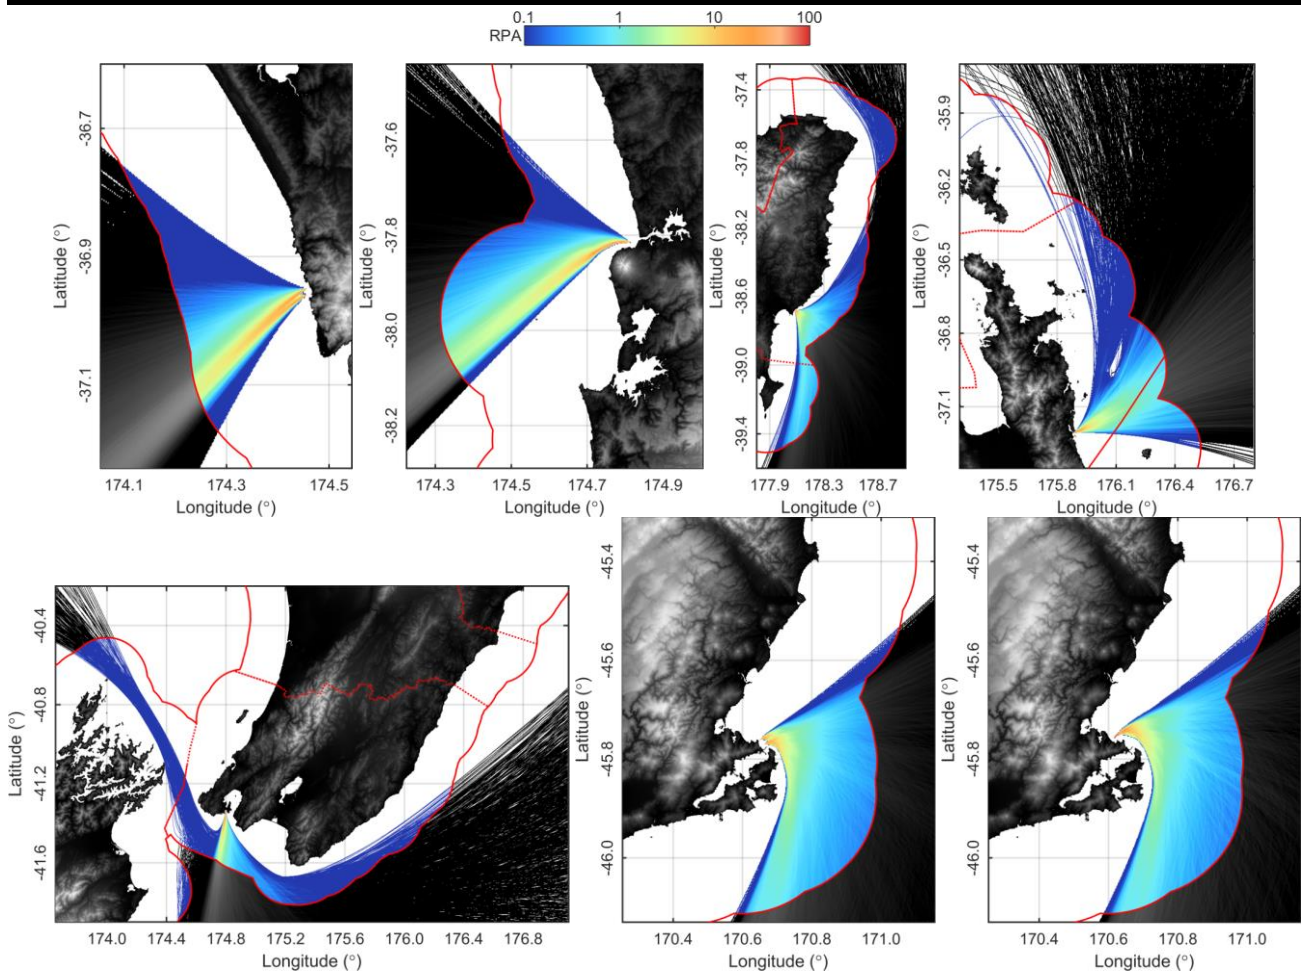 0.1 1 10 100
RPA
-36.7
-36.9
-37.1
Latitude (°)
174.1 174.3 174.5
Longitude (°)
-37.6
-37.8
-38.0
-38.2
Latitude (°)
174.3 174.5 174.7 174.9
Longitude (°)
-37.4
-37.8
-38.2
-38.6
-39.0
-39.4
Latitude (°)
177.9 178.3 178.7
Longitude (°)
-35.9
-36.2
-36.5
-36.8
-37.1
Latitude (°)
175.5 175.8 176.1 176.4 176.7
Longitude (°)
-40.4
-40.8
-41.2
-41.6
Latitude (°)
174.0 174.4 174.8 175.2 175.6 176.0 176.4 176.8
Longitude (°)
-45.4
-45.6
-45.8
-46.0
Latitude (°)
170.4 170.6 170.8 171.0
Longitude (°)
-45.4
-45.6
-45.8
-46.0
Latitude (°)
170.4 170.6 170.8 171.0
Longitude (°)